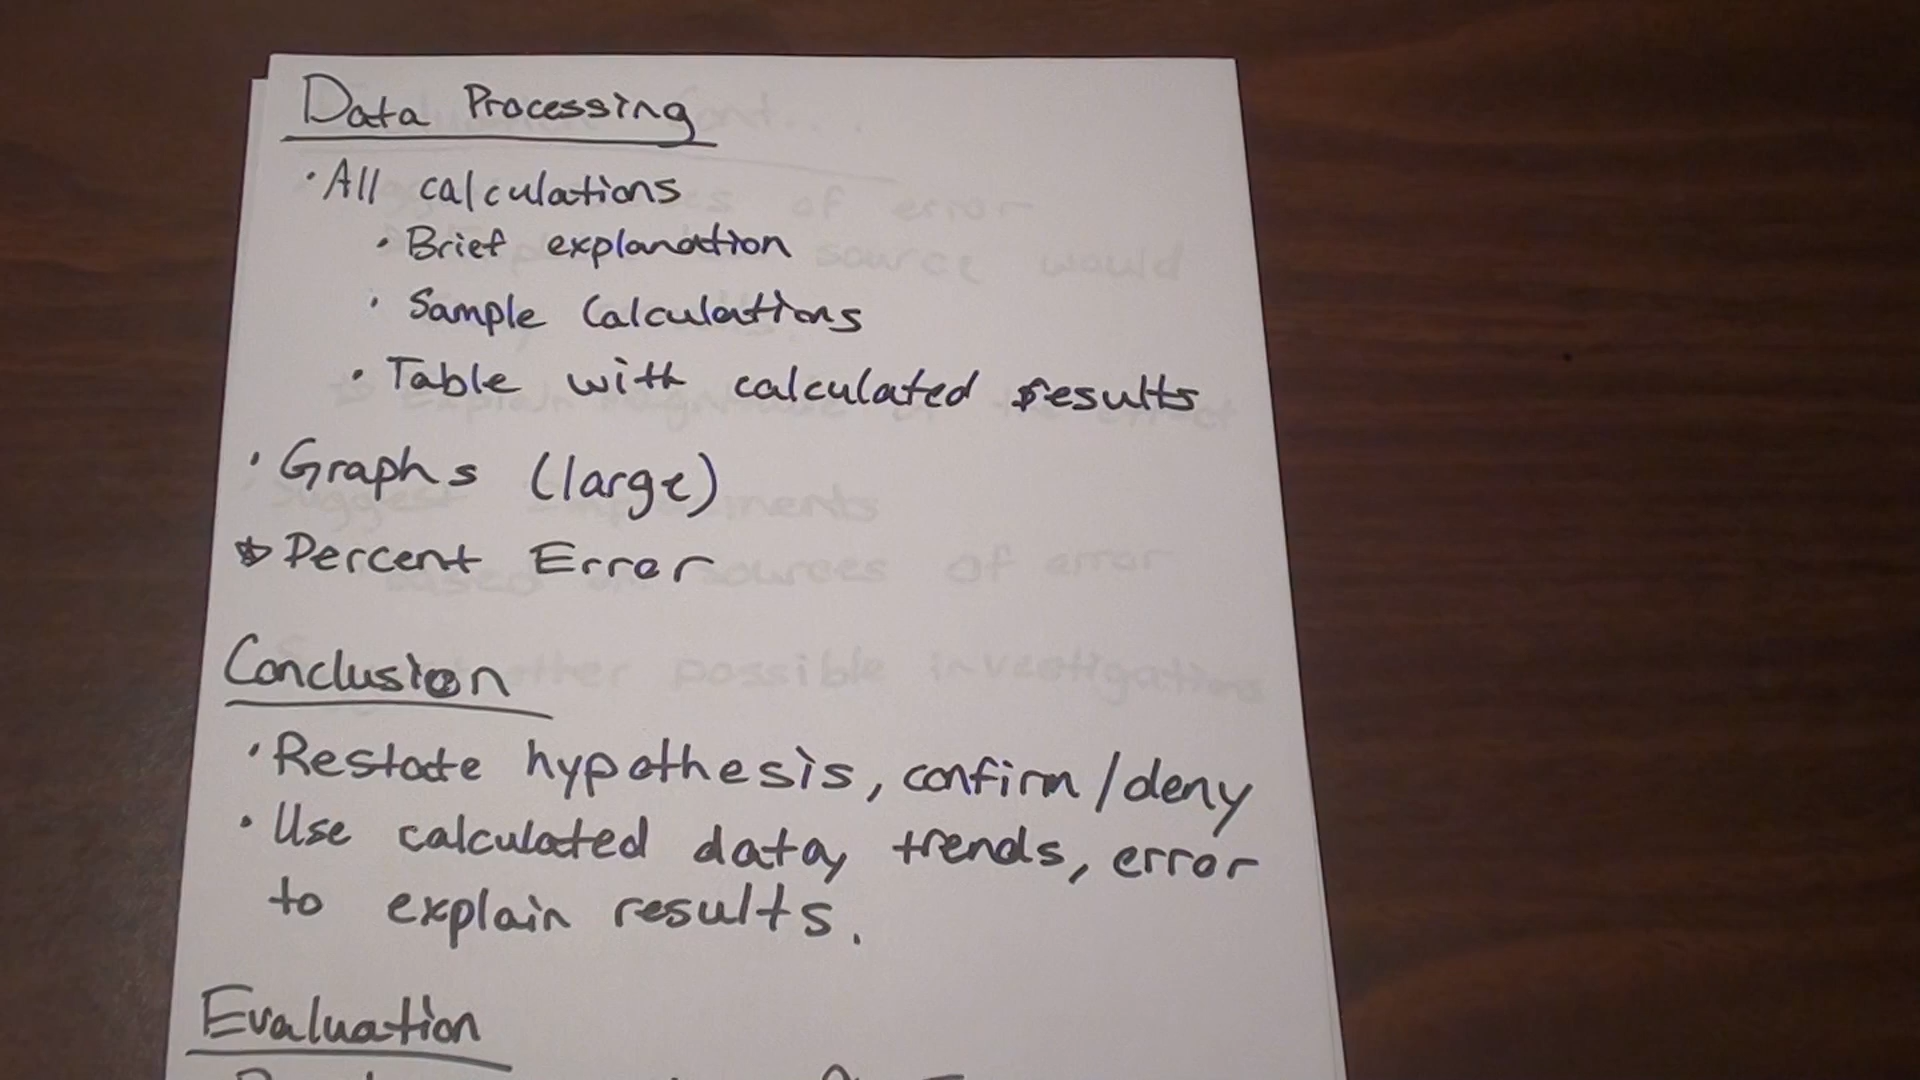 Data Processing
· All calculations
· Brief explanation
· Sample Calculations
· Table with calculated results
· Graphs (large)
☆ Percent Error
Conclusion
· Restate hypothesis, confirm/deny
· Use calculated data, trends, error
to explain results.
Evaluation